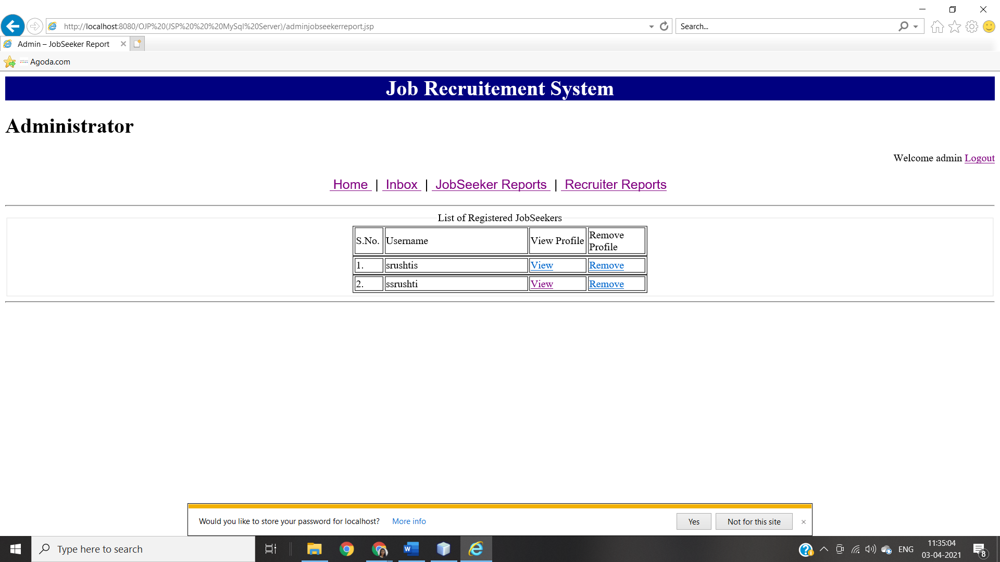 http://localhost:8080/OJP%20(JSP%20%20%20MySql%20Server)/adminjobseekerreport.jsp
Search...
Admin – JobSeeker Report
Agoda.com
Job Recruitement System
Administrator
Welcome admin Logout
Home | Inbox | JobSeeker Reports | Recruiter Reports
List of Registered JobSeekers
S.No. Username View Profile Remove Profile
1. srushtis View Remove
2. ssrushti View Remove
Would you like to store your password for localhost? More info Yes Not for this site
Type here to search
ENG
11:35:04
03-04-2021
8